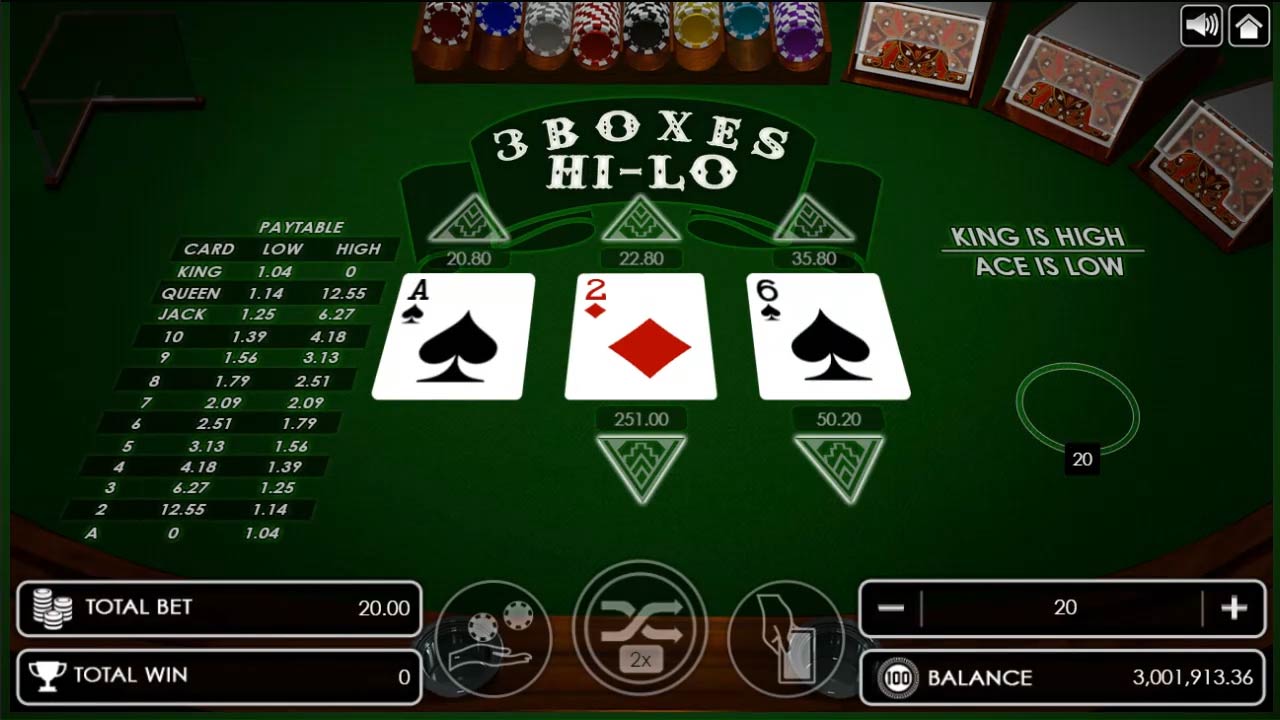 3 BOXES
HI-LO
PAYTABLE
CARD LOW HIGH
KING 1.04 0
QUEEN 1.14 12.55
JACK 1.25 6.27
10 1.39 4.18
9 1.56 3.13
8 1.79 2.51
7 2.09 2.09
6 2.51 1.79
5 3.13 1.56
4 4.18 1.39
3 6.27 1.25
2 12.55 1.14
A 0 1.04
20.80 22.80 35.80
A 2 6
251.00 50.20
KING IS HIGH
ACE IS LOW
20
TOTAL BET 20.00
TOTAL WIN 0
2x
20
100 BALANCE 3,001,913.36